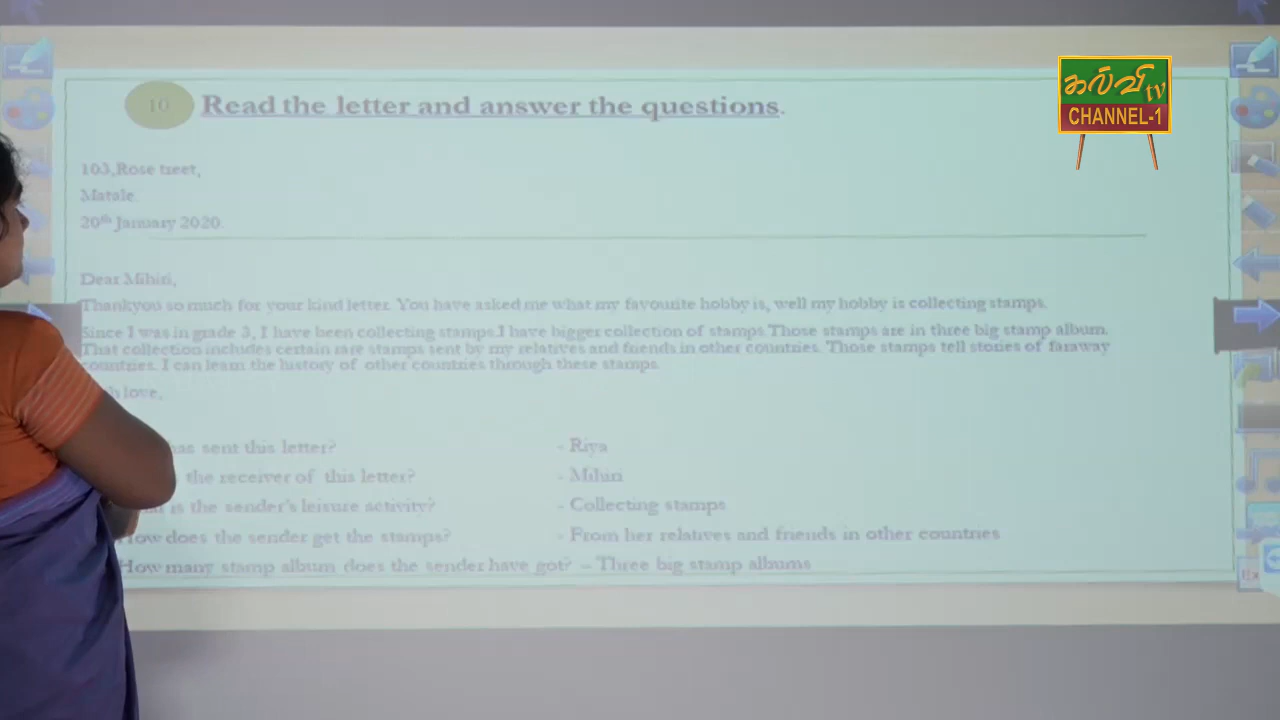 கல்வி tv
CHANNEL-1
10 Read the letter and answer the questions.
103,Rose treet,
Matale.
20th January 2020.
Dear Mihiri,
Thankyou so much for your kind letter. You have asked me what my favourite hobby is, well my hobby is collecting stamps.
Since I was in grade 3, I have been collecting stamps.I have bigger collection of stamps.Those stamps are in three big stamp album.
That collection includes certain rare stamps sent by my relatives and friends in other countries. Those stamps tell stories of faraway
countries. I can learn the history of other countries through these stamps.
love,
has sent this letter? - Riya
the receiver of this letter? - Mihiri
is the sender's leisure activity? - Collecting stamps
How does the sender get the stamps? - From her relatives and friends in other countries
How many stamp album does the sender have got? – Three big stamp albums
Ex